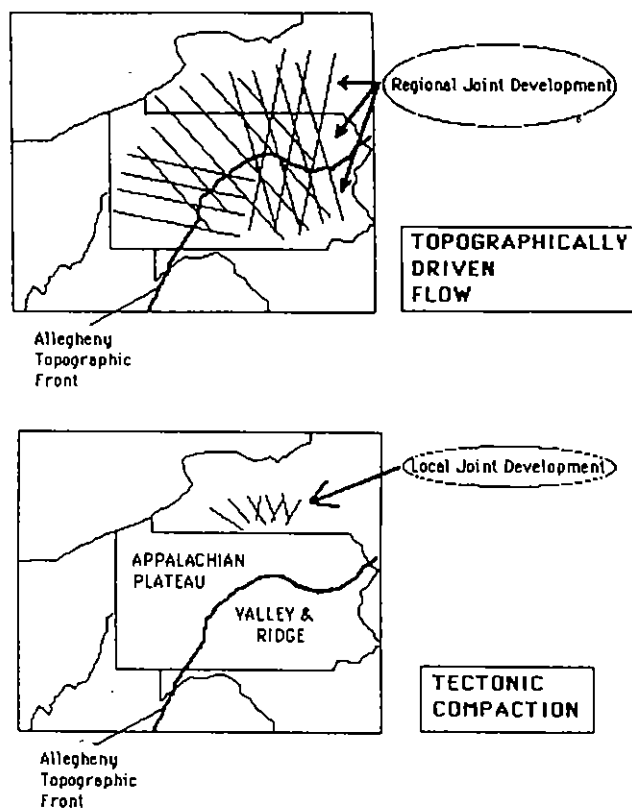 Regional Joint Development
TOPOGRAPHICALLY
DRIVEN
FLOW
Allegheny
Topographic
Front
Local Joint Development
APPALACHIAN
PLATEAU
VALLEY &
RIDGE
TECTONIC
COMPACTION
Allegheny
Topographic
Front